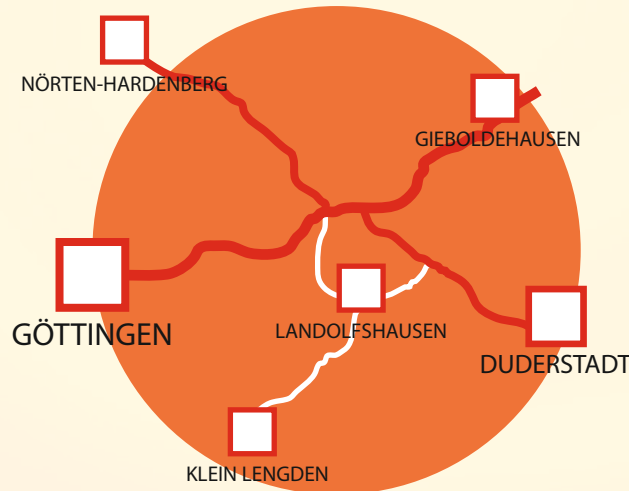 NÖRTEN-HARDENBERG
GIEBOLDEHAUSEN
GÖTTINGEN
LANDOLFSHAUSEN
DUDERSTADT
KLEIN LENGDEN